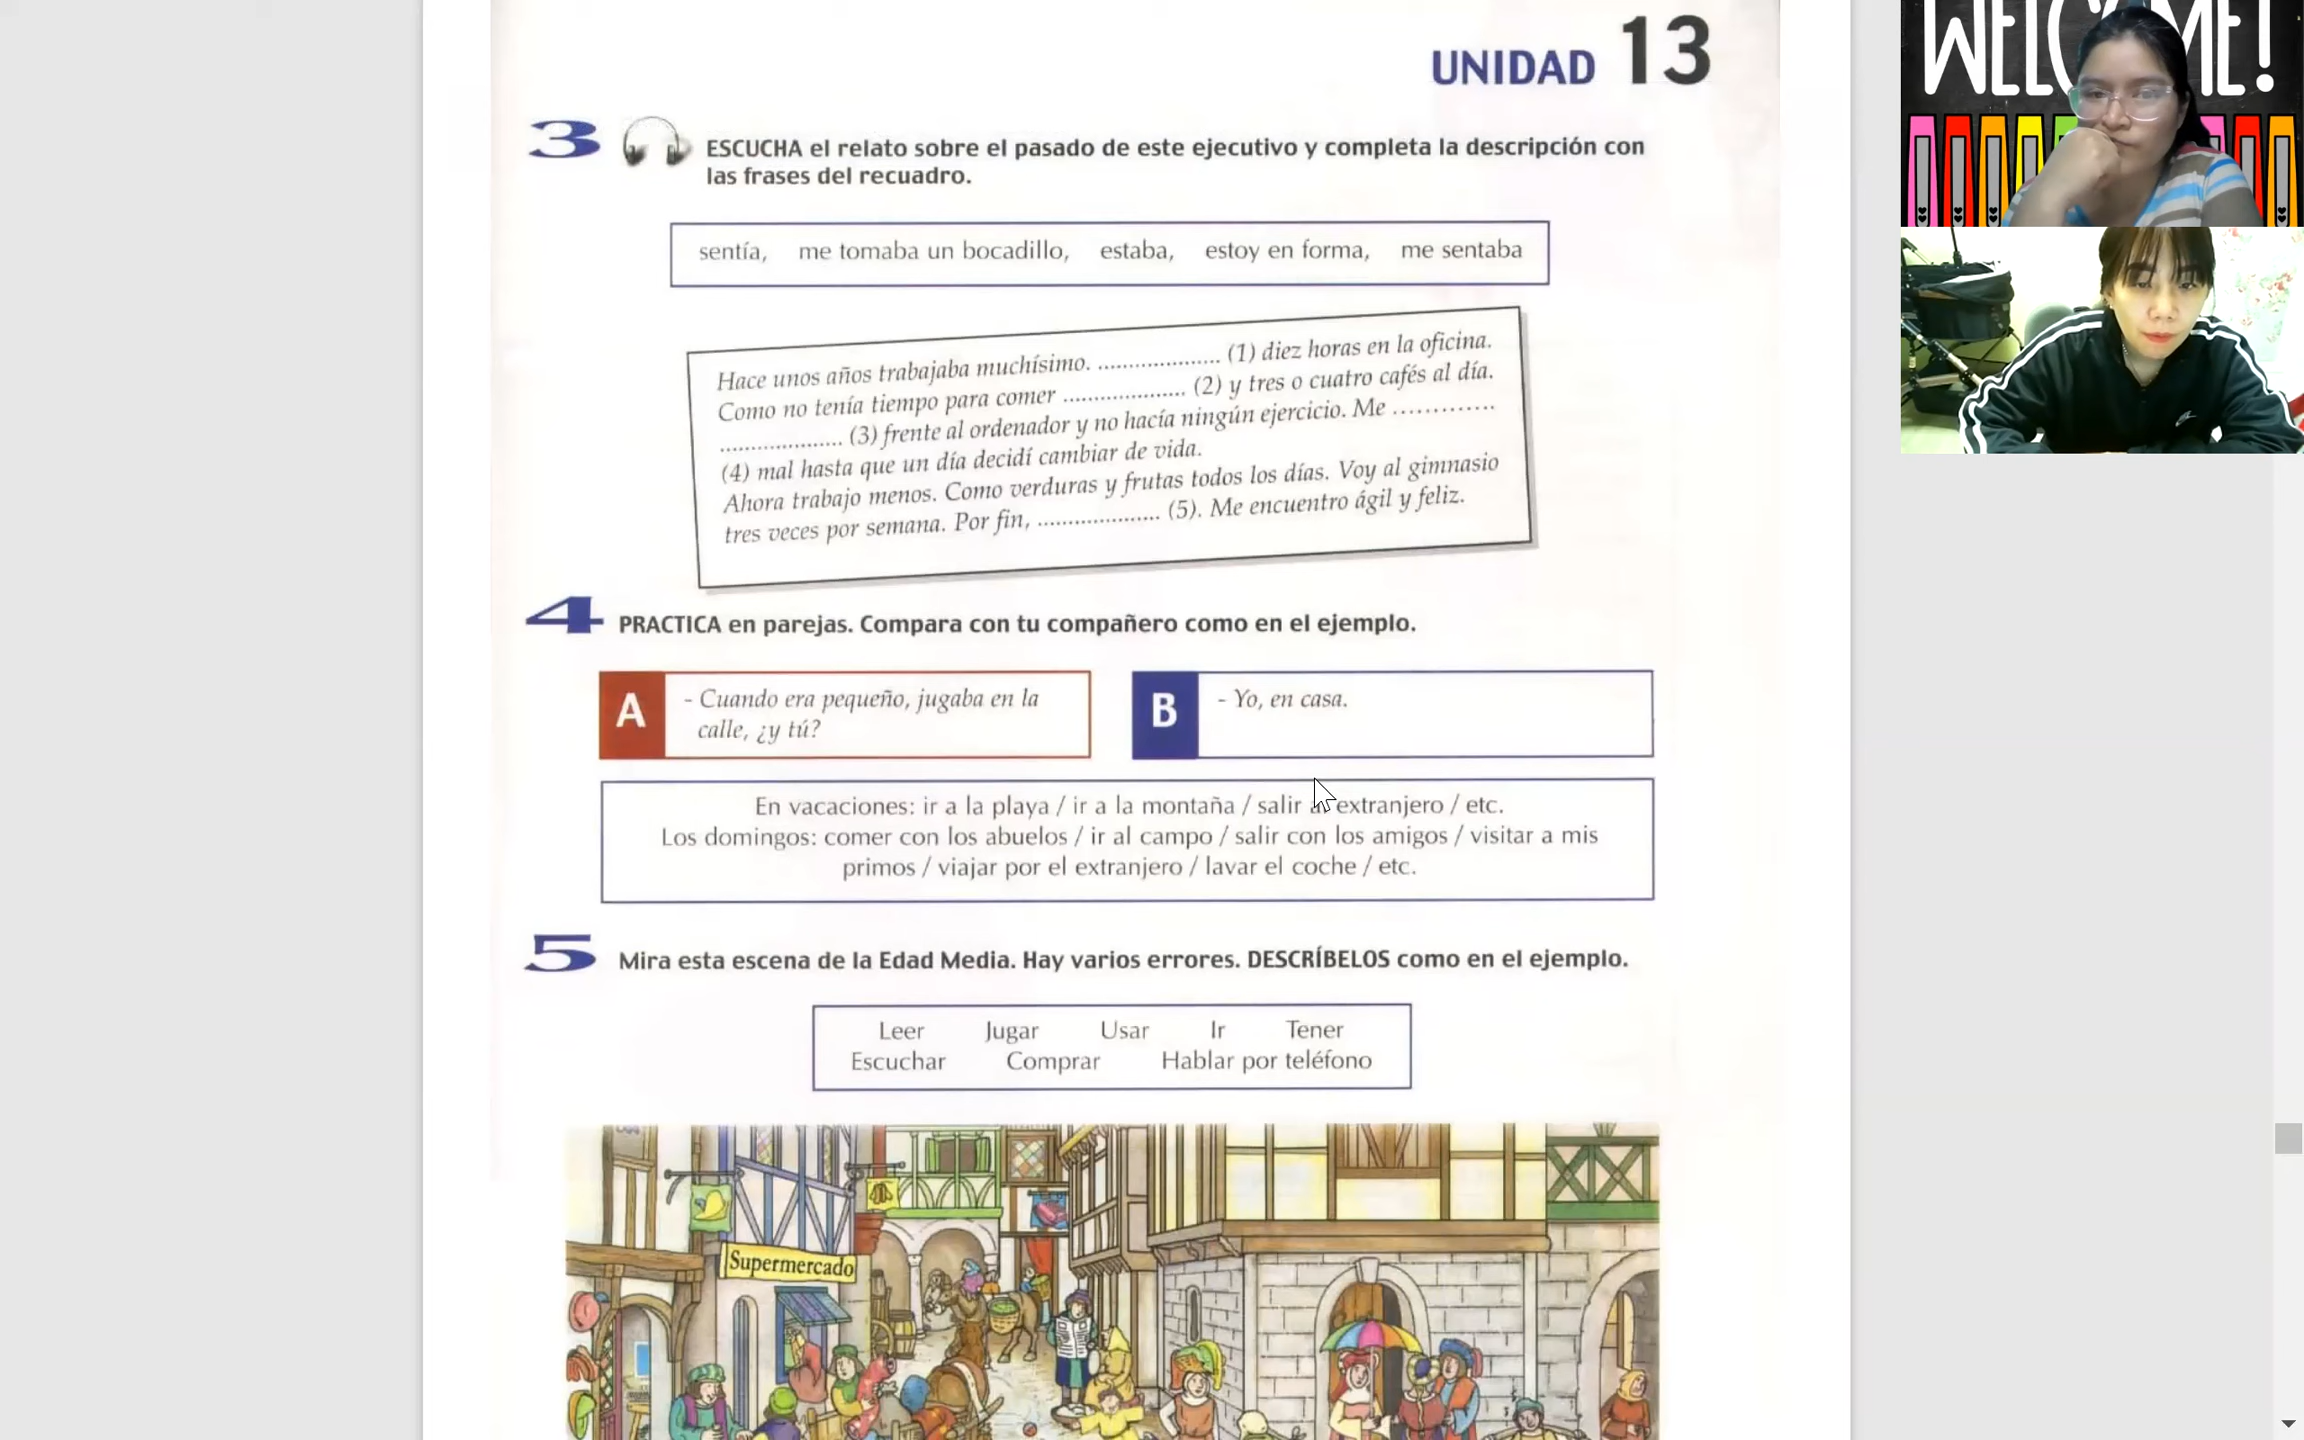 UNIDAD 13
3 ESCUCHA el relato sobre el pasado de este ejecutivo y completa la descripción con
las frases del recuadro.
sentía, me tomaba un bocadillo, estaba, estoy en forma, me sentaba
Hace unos años trabajaba muchísimo. .................... (1) diez horas en la oficina.
Como no tenía tiempo para comer .................... (2) y tres o cuatro cafés al día.
.................... (3) frente al ordenador y no hacía ningún ejercicio. Me .............
(4) mal hasta que un día decidí cambiar de vida.
Ahora trabajo menos. Como verduras y frutas todos los días. Voy al gimnasio
tres veces por semana. Por fin, .................... (5). Me encuentro ágil y feliz.
4 PRACTICA en parejas. Compara con tu compañero como en el ejemplo.
A - Cuando era pequeño, jugaba en la
calle, ¿y tú?
B - Yo, en casa.
En vacaciones: ir a la playa / ir a la montaña / salir al extranjero / etc.
Los domingos: comer con los abuelos / ir al campo / salir con los amigos / visitar a mis
primos / viajar por el extranjero / lavar el coche / etc.
5 Mira esta escena de la Edad Media. Hay varios errores. DESCRÍBELOS como en el ejemplo.
Leer Jugar Usar Ir Tener
Escuchar Comprar Hablar por teléfono
Supermercado
WELCOME!